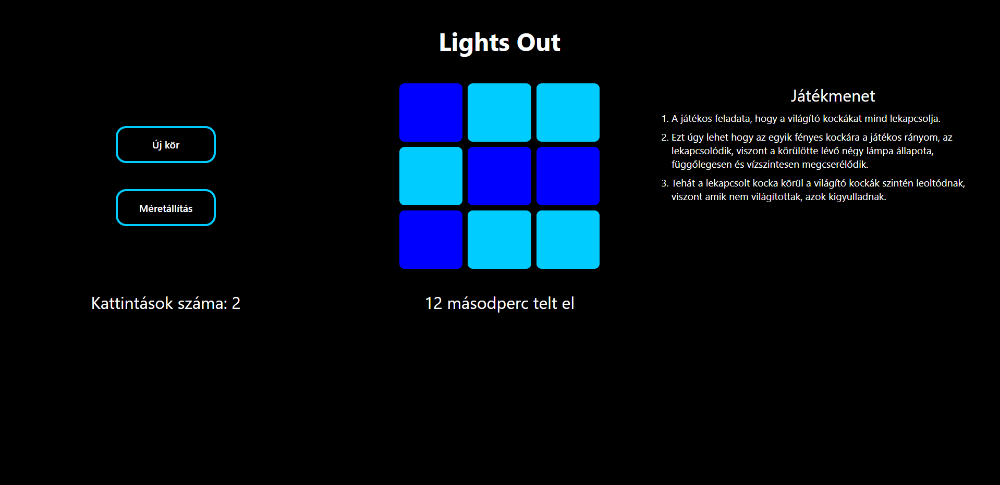 Lights Out
Új kör
Méretállítás
Kattintások száma: 2
12 másodperc telt el
Játékmenet
1. A játékos feladata, hogy a világító kockákat mind lekapcsolja.
2. Ezt úgy lehet hogy az egyik fényes kockára a játékos rányom, az
lekapcsolódik, viszont a körülötte lévő négy lámpa állapota,
függőlegesen és vízszintesen megcserélődik.
3. Tehát a lekapcsolt kocka körül a világító kockák szintén leoltódnak,
viszont amik nem világítottak, azok kigyulladnak.